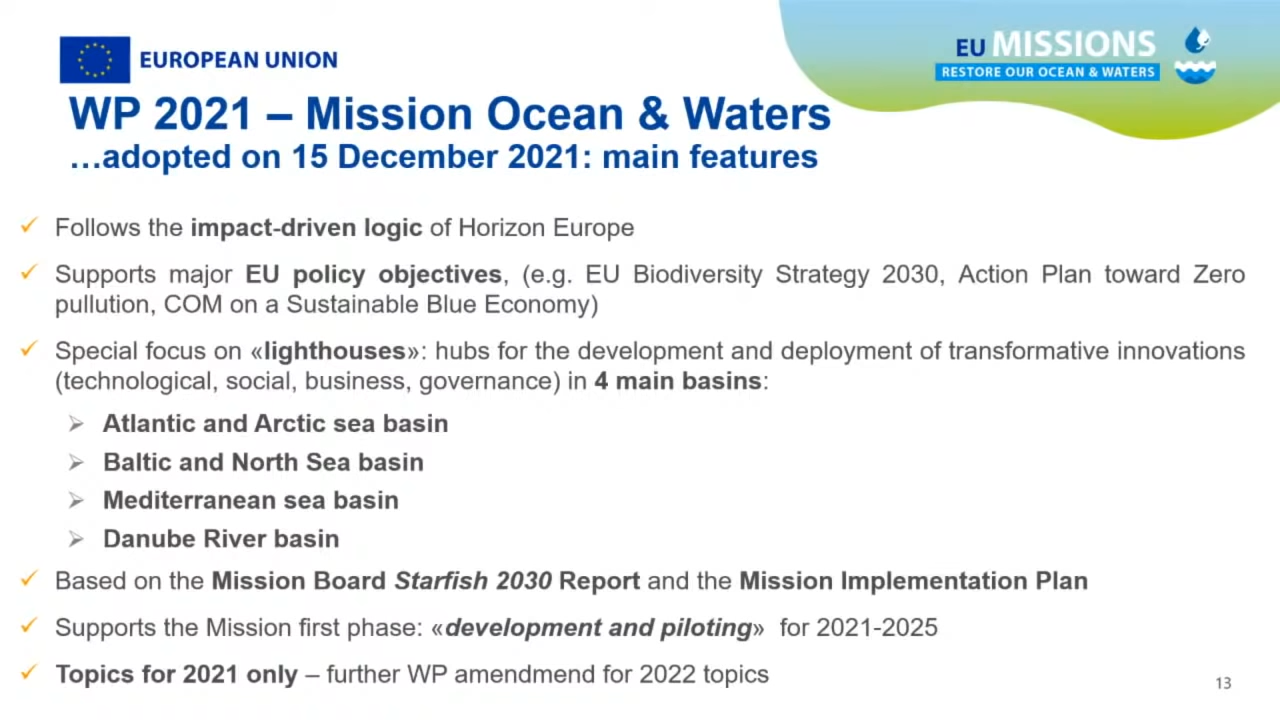 EUROPEAN UNION
EU MISSIONS
RESTORE OUR OCEAN & WATERS
WP 2021 – Mission Ocean & Waters
…adopted on 15 December 2021: main features
✓ Follows the impact-driven logic of Horizon Europe
✓ Supports major EU policy objectives, (e.g. EU Biodiversity Strategy 2030, Action Plan toward Zero
pullution, COM on a Sustainable Blue Economy)
✓ Special focus on «lighthouses»: hubs for the development and deployment of transformative innovations
(technological, social, business, governance) in 4 main basins:
➢ Atlantic and Arctic sea basin
➢ Baltic and North Sea basin
➢ Mediterranean sea basin
➢ Danube River basin
✓ Based on the Mission Board Starfish 2030 Report and the Mission Implementation Plan
✓ Supports the Mission first phase: «development and piloting» for 2021-2025
✓ Topics for 2021 only – further WP amendmend for 2022 topics
13